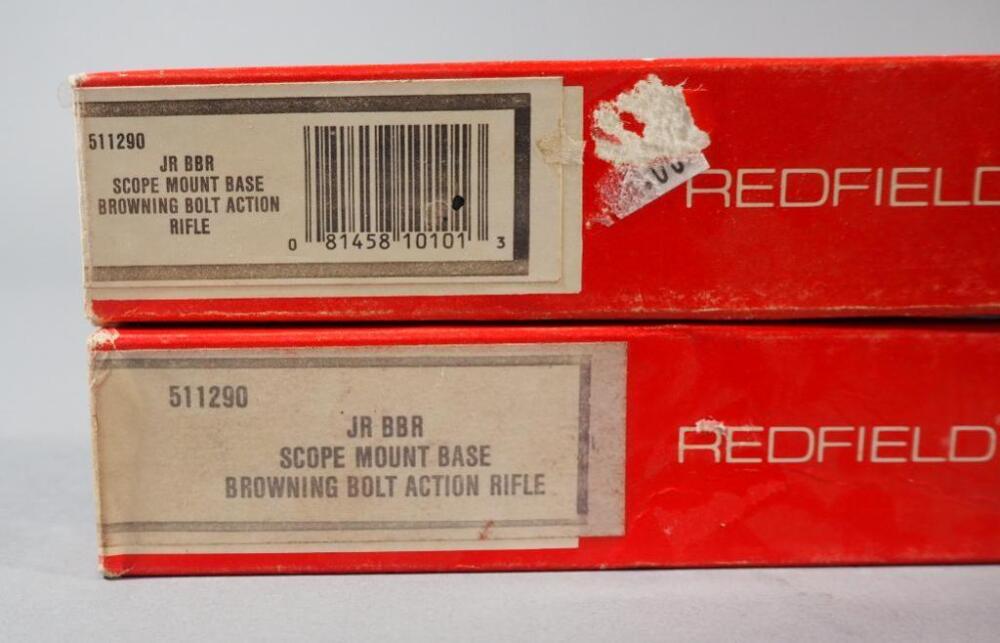 511290
JR BBR
SCOPE MOUNT BASE
BROWNING BOLT ACTION
RIFLE
0 81458 10101 3
.00
REDFIELD
511290
JR BBR
SCOPE MOUNT BASE
BROWNING BOLT ACTION RIFLE
REDFIELD